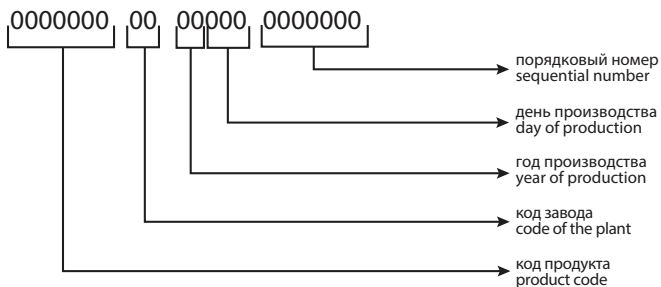 0000000 00 00000 0000000
порядковый номер
sequential number
день производства
day of production
год производства
year of production
код завода
code of the plant
код продукта
product code